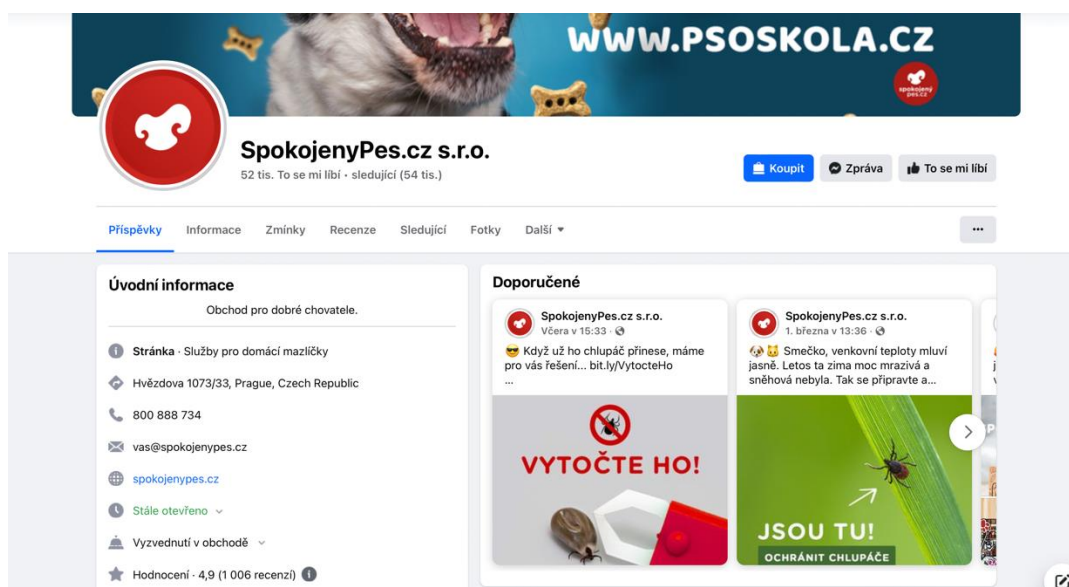 WWW.PSOSKOLA.CZ
spokojený
pes.cz
SpokojenyPes.cz s.r.o.
52 tis. To se mi líbí • sledující (54 tis.)
Koupit
Zpráva
To se mi líbí
Příspěvky Informace Zmínky Recenze Sledující Fotky Další
Úvodní informace
Obchod pro dobré chovatele.
Stránka · Služby pro domácí mazlíčky
Hvězdova 1073/33, Prague, Czech Republic
800 888 734
vas@spokojenypes.cz
spokojenypes.cz
Stále otevřeno
Vyzvednutí v obchodě
Hodnocení · 4,9 (1 006 recenzí)
Doporučené
SpokojenyPes.cz s.r.o.
Včera v 15:33
😎 Když už ho chlupáč přinese, máme
pro vás řešení... bit.ly/VytocteHo
...
VYTOČTE HO!
SpokojenyPes.cz s.r.o.
1. března v 13:36
🐶 🐱 Smečko, venkovní teploty mluví
jasně. Letos ta zima moc mrazivá a
sněhová nebyla. Tak se připravte a...
JSOU TU!
OCHRÁNIT CHLUPÁČE